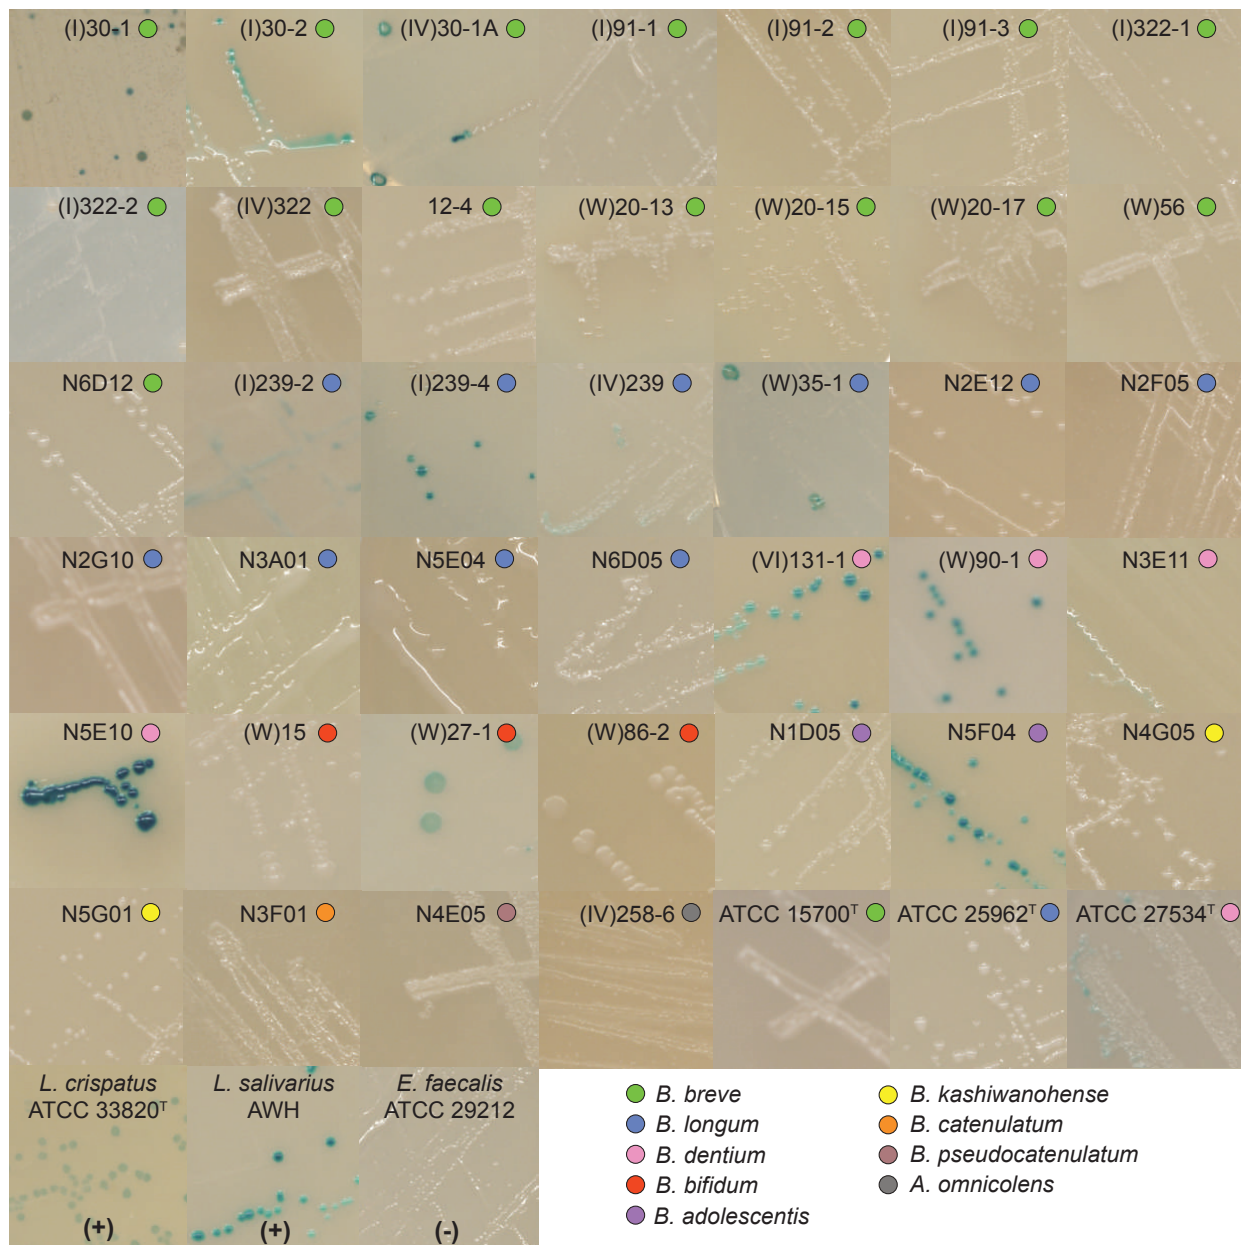 (I)30-1
(I)30-2
(IV)30-1A
(I)91-1
(I)91-2
(I)91-3
(I)322-1
(I)322-2
(IV)322
12-4
(W)20-13
(W)20-15
(W)20-17
(W)56
N6D12
(I)239-2
(I)239-4
(IV)239
(W)35-1
N2E12
N2F05
N2G10
N3A01
N5E04
N6D05
(VI)131-1
(W)90-1
N3E11
N5E10
(W)15
(W)27-1
(W)86-2
N1D05
N5F04
N4G05
N5G01
N3F01
N4E05
(IV)258-6
ATCC 15700ᵀ
ATCC 25962ᵀ
ATCC 27534ᵀ
L. crispatus
ATCC 33820ᵀ
(+)
L. salivarius
AWH
(+)
E. faecalis
ATCC 29212
(-)
B. breve
B. longum
B. dentium
B. bifidum
B. adolescentis
B. kashiwanohense
B. catenulatum
B. pseudocatenulatum
A. omnicolens